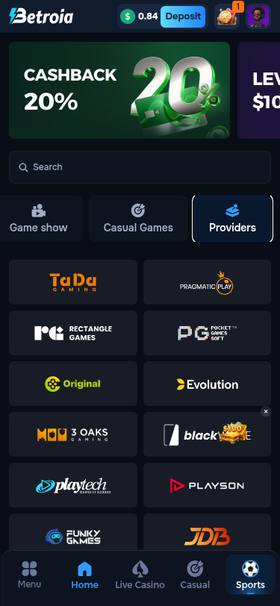 Betroia
$ 0.84 Deposit
1
CASHBACK
20%
LEV
$10
Search
Game show
Casual Games
Providers
TaDa
GAMING
PRAGMATIC PLAY
RG RECTANGLE
GAMES
PG POCKET
GAMES
SOFT
Original
Evolution
3 OAKS
GAMING
playtech
PLAYSON
FUNKY
GAMES
JDB
Menu
Home
Live Casino
Casual
Sports